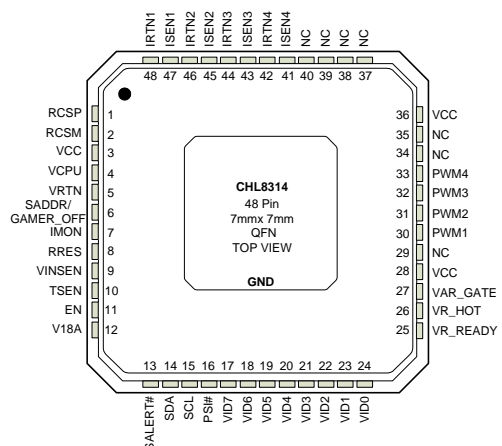 IRTN1
ISEN1
IRTN2
ISEN2
IRTN3
ISEN3
IRTN4
ISEN4
NC
NC
NC
NC
48 47 46 45 44 43 42 41 40 39 38 37
RCSP 1
RCSM 2
VCC 3
VCPU 4
VRTN 5
SADDR/
GAMER_OFF 6
IMON 7
RRES 8
VINSEN 9
TSEN 10
EN 11
V18A 12
CHL8314
48 Pin
7mmx 7mm
QFN
TOP VIEW
GND
36 VCC
35 NC
34 NC
33 PWM4
32 PWM3
31 PWM2
30 PWM1
29 NC
28 VCC
27 VAR_GATE
26 VR_HOT
25 VR_READY
13 14 15 16 17 18 19 20 21 22 23 24
SALERT#
SDA
SCL
PSI#
VID7
VID6
VID5
VID4
VID3
VID2
VID1
VID0